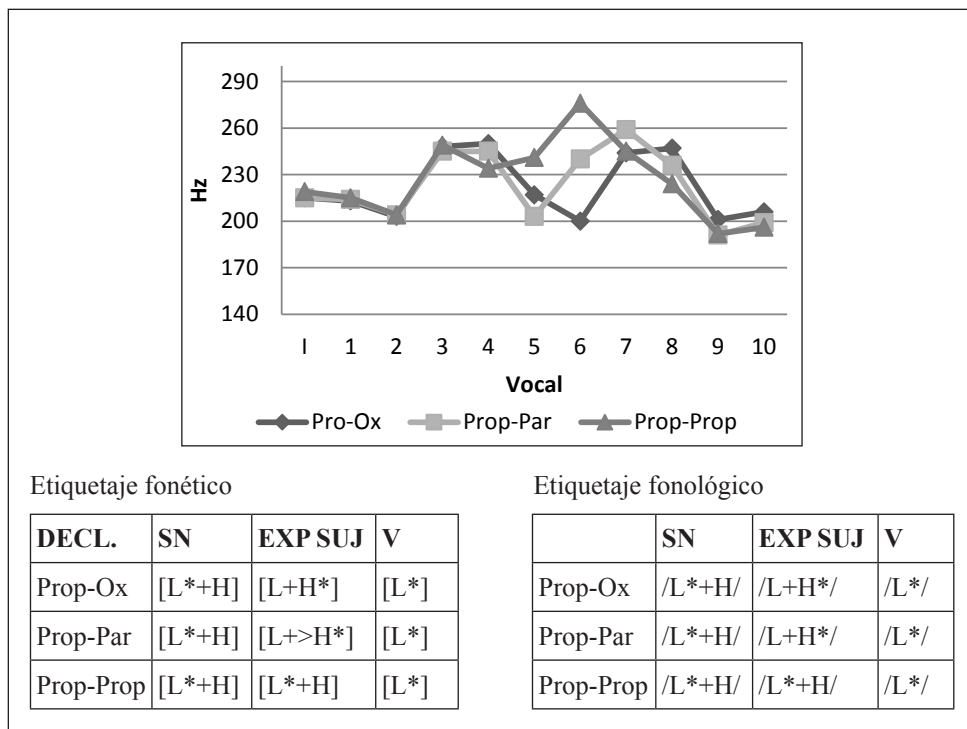 290
260
230
200
170
140
Hz
I 1 2 3 4 5 6 7 8 9 10
Vocal
Pro-Ox Prop-Par Prop-Prop
Etiquetaje fonético
DECL. SN EXP SUJ V
Prop-Ox [L*+H] [L+H*] [L*]
Prop-Par [L*+H] [L+>H*] [L*]
Prop-Prop [L*+H] [L*+H] [L*]
Etiquetaje fonológico
SN EXP SUJ V
Prop-Ox /L*+H/ /L+H*/ /L*/
Prop-Par /L*+H/ /L+H*/ /L*/
Prop-Prop /L*+H/ /L*+H/ /L*/